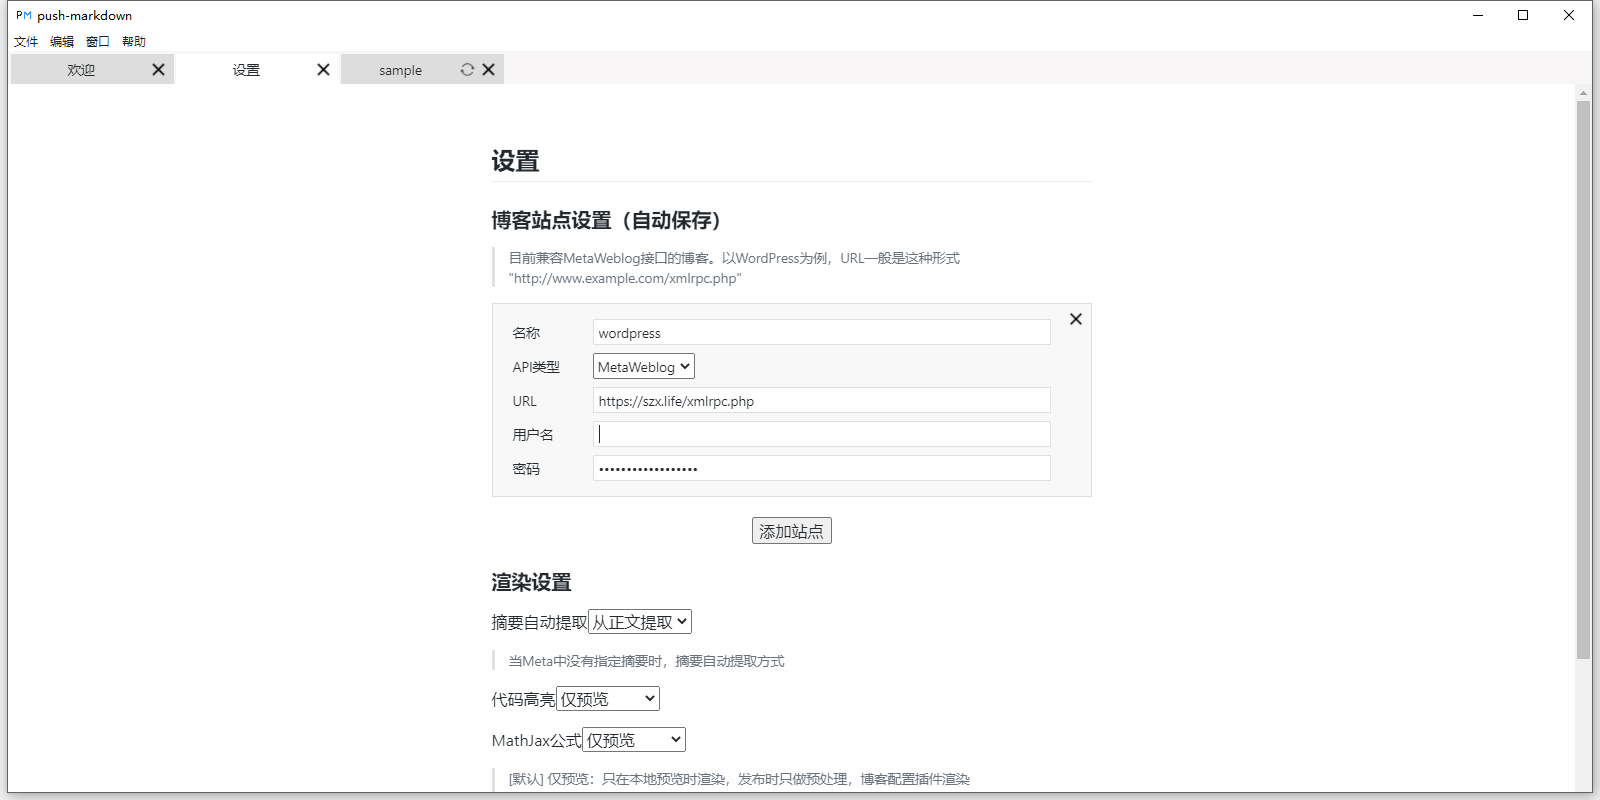 PM push-markdown
文件 编辑 窗口 帮助
欢迎 设置 sample
设置
博客站点设置（自动保存）
目前兼容MetaWeblog接口的博客。以WordPress为例，URL一般是这种形式
"http://www.example.com/xmlrpc.php"
名称 wordpress
API类型 MetaWeblog
URL https://szx.life/xmlrpc.php
用户名
密码 ••••••••••••••••••
添加站点
渲染设置
摘要自动提取 从正文提取
当Meta中没有指定摘要时，摘要自动提取方式
代码高亮 仅预览
MathJax公式 仅预览
[默认] 仅预览：只在本地预览时渲染，发布时只做预处理，博客配置插件渲染